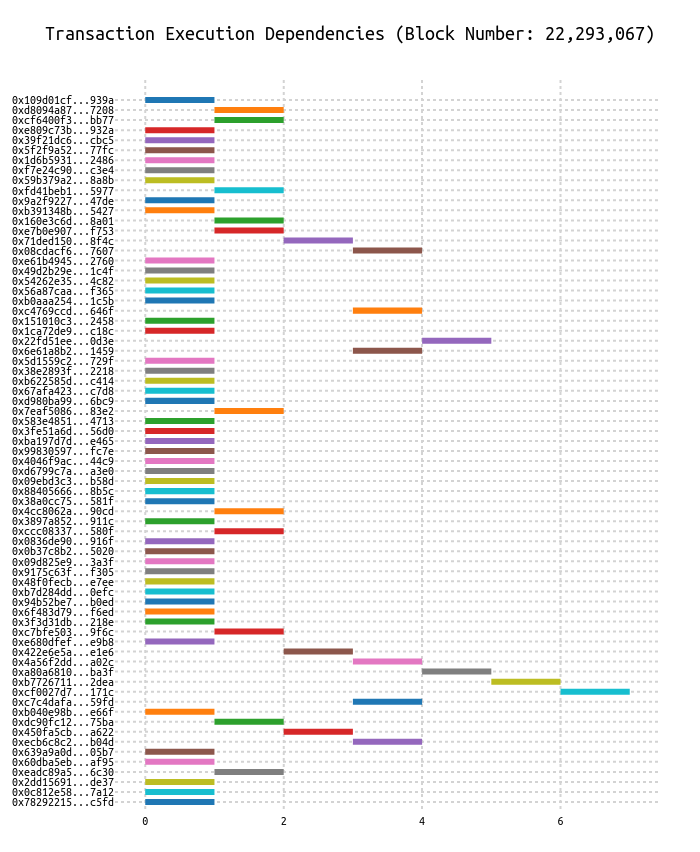 Transaction Execution Dependencies (Block Number: 22,293,067)
0x109d01cf...939a
0xd8094a87...7208
0xcf6400f3...bb77
0xe809c73b...932a
0x39f21dc6...cbc5
0x5f2f9a52...77fc
0x1d6b5931...2486
0xf7e24c90...c3e4
0x59b379a2...8a8b
0xfd41beb1...5977
0x9a2f9227...47de
0xb391348b...5427
0x160e3c6d...8a01
0xe7b0e907...f753
0x71ded150...8f4c
0x08cdacf6...7607
0xe61b4945...2760
0x49d2b29e...1c4f
0x54262e35...4c82
0x56a87caa...f365
0xb0aaa254...1c5b
0xc4769ccd...646f
0x151010c3...2458
0x1ca72de9...c18c
0x22fd51ee...0d3e
0x6e61a8b2...1459
0x5d1559c2...729f
0x38e2893f...2218
0xb622585d...c414
0x67afa423...c7d8
0xd980ba99...6bc9
0x7eaf5086...83e2
0x583e4851...4713
0x3fe51a6d...56d0
0xba197d7d...e465
0x99830597...fc7e
0x4046f9ac...44c9
0xd6799c7a...a3e0
0x09ebd3c3...b58d
0x88405666...8b5c
0x38a0cc75...581f
0x4cc8062a...90cd
0x3897a852...911c
0xccc08337...580f
0x0836de90...916f
0x0b37c8b2...5020
0x09d825e9...3a3f
0x9175c63f...f305
0x48f0fecb...e7ee
0xb7d284dd...0efc
0x94b52be7...b0ed
0x6f483d79...f6ed
0x3f3d31db...218e
0xc7bfe503...9f6c
0xe680dfef...e9b8
0x422e6e5a...e1e6
0x4a56f2dd...a02c
0xa80a6810...ba3f
0xb7726711...2dea
0xcf0027d7...171c
0xc7c4dafa...59fd
0xb040e98b...e66f
0xdc90fc12...75ba
0x450fa5cb...a622
0xecb6c8c2...b04d
0x639a9a0d...05b7
0x60dba5eb...af95
0xeadc89a5...6c30
0x2dd15691...de37
0x0c812e58...7a12
0x78292215...c5fd
0 2 4 6